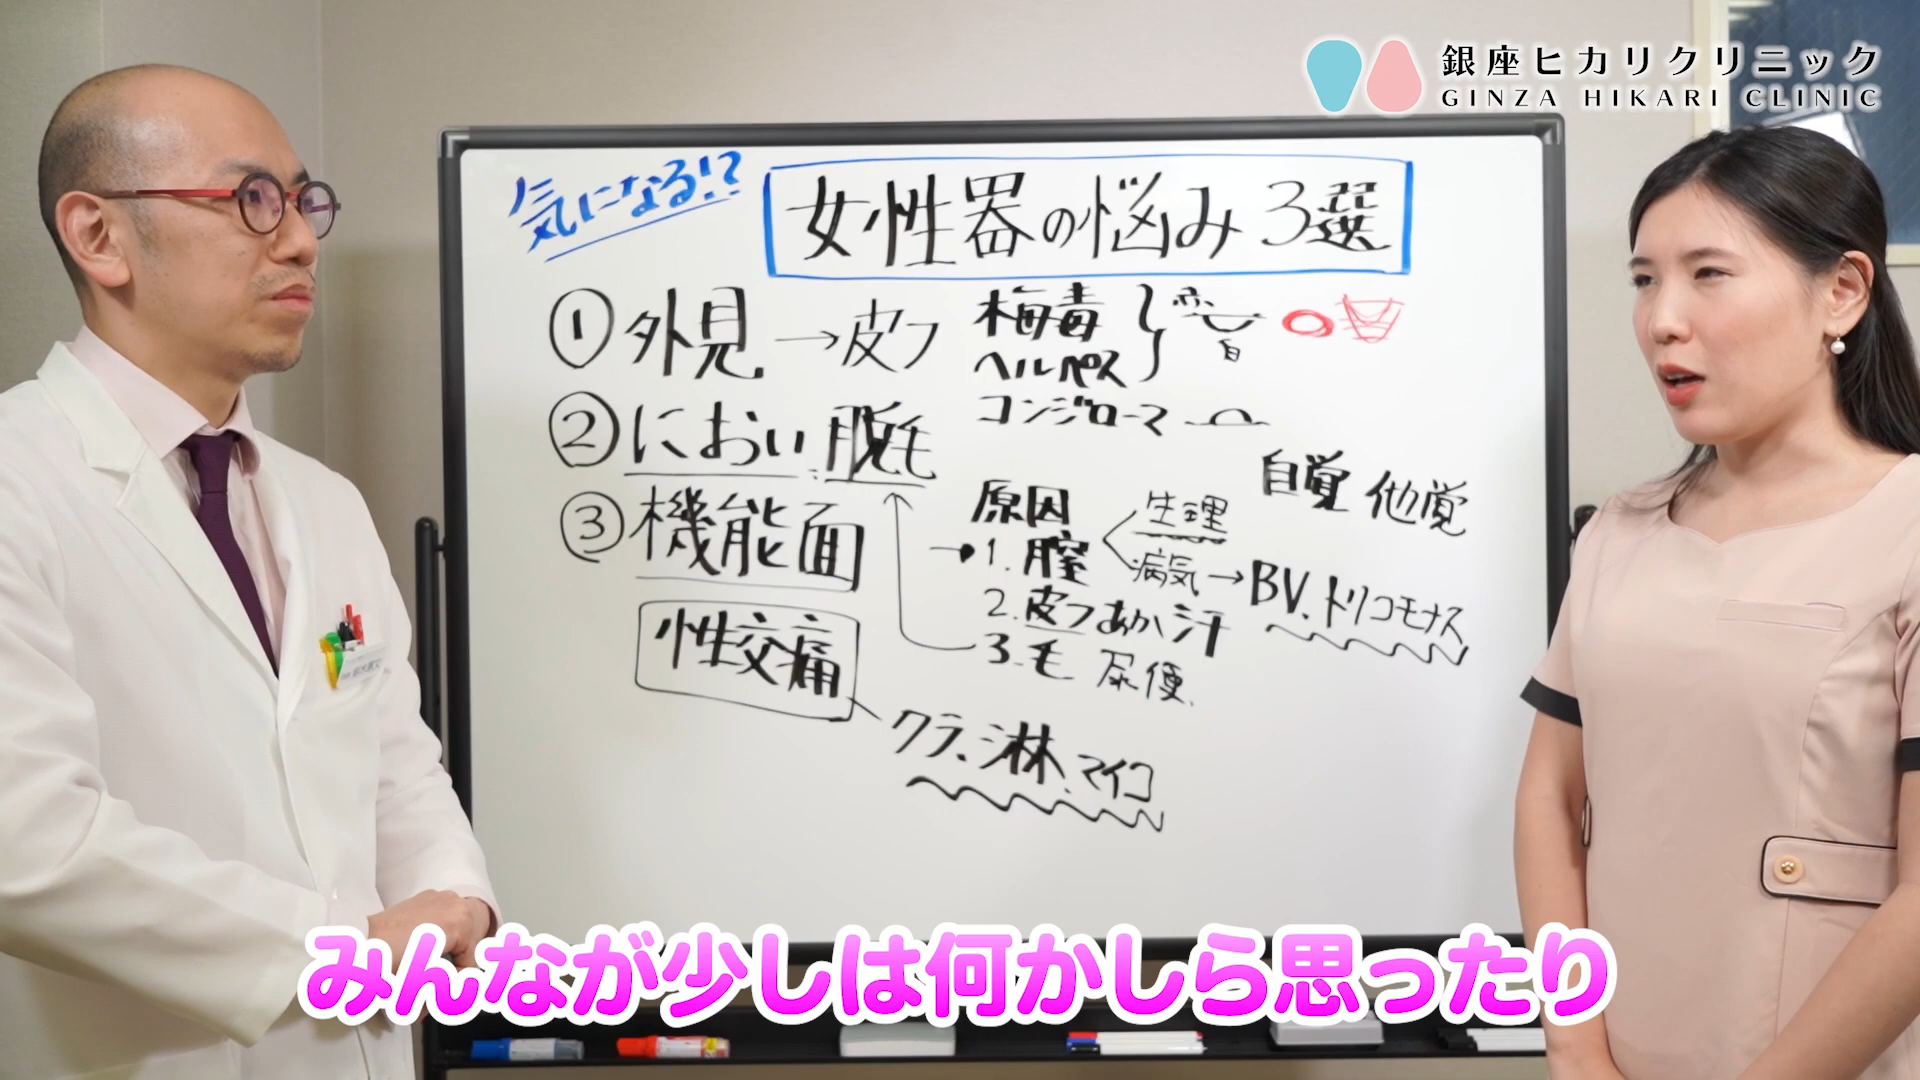 銀座ヒカリクリニック
GINZA HIKARI CLINIC
気になる!?
女性器の悩み3選
① 外見 → 皮フ
梅毒
ヘルペス
コンジローマ
② におい 脱毛
③ 機能面
性交痛
自覚 他覚
原因
生理
→1. 膣
病気 → BV. トリコモナス
2. 皮フ あか 汗
3. 毛 尿 便
クラ. 淋. マイコ
みんなが少しは何かしら思ったり